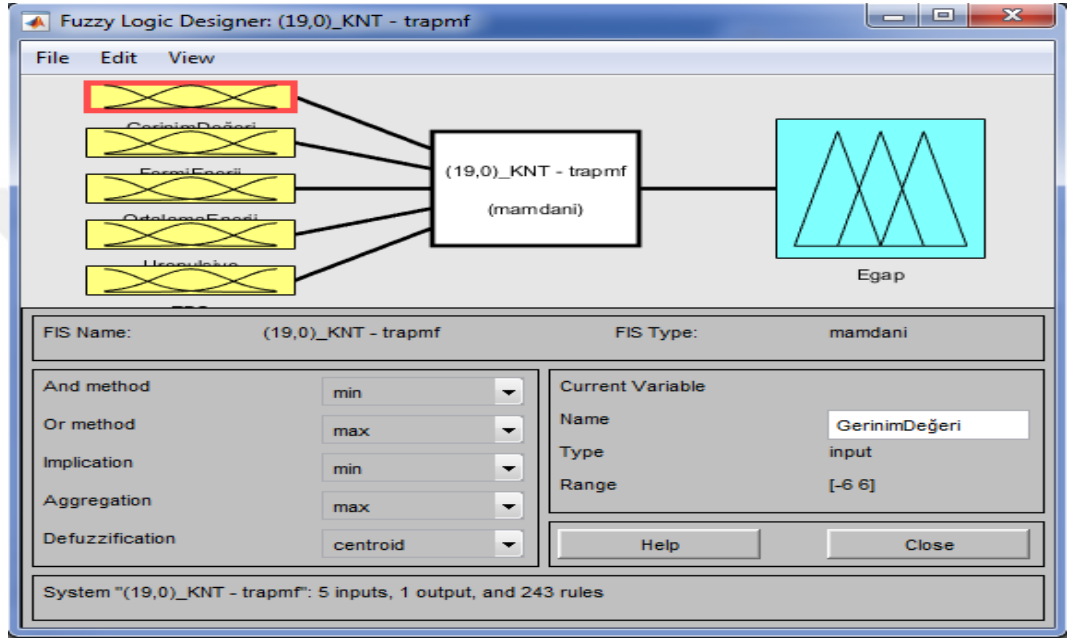 Fuzzy Logic Designer: (19,0)_KNT - trapmf
File Edit View
GerinimDeğeri
(19,0)_KNT - trapmf
(mamdani)
Egap
FIS Name: (19,0)_KNT - trapmf FIS Type: mamdani
And method min
Or method max
Implication min
Aggregation max
Defuzzification centroid
Current Variable
Name GerinimDeğeri
Type input
Range [-6 6]
Help Close
System "(19,0)_KNT - trapmf": 5 inputs, 1 output, and 243 rules